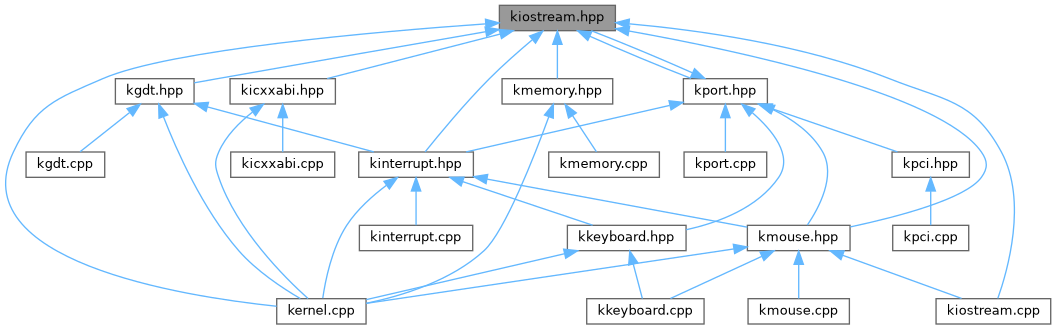 kiostream.hpp
kgdt.hpp
kicxxabi.hpp
kmemory.hpp
kport.hpp
kgdt.cpp
kicxxabi.cpp
kinterrupt.hpp
kmemory.cpp
kport.cpp
kpci.hpp
kinterrupt.cpp
kkeyboard.hpp
kmouse.hpp
kpci.cpp
kernel.cpp
kkeyboard.cpp
kmouse.cpp
kiostream.cpp